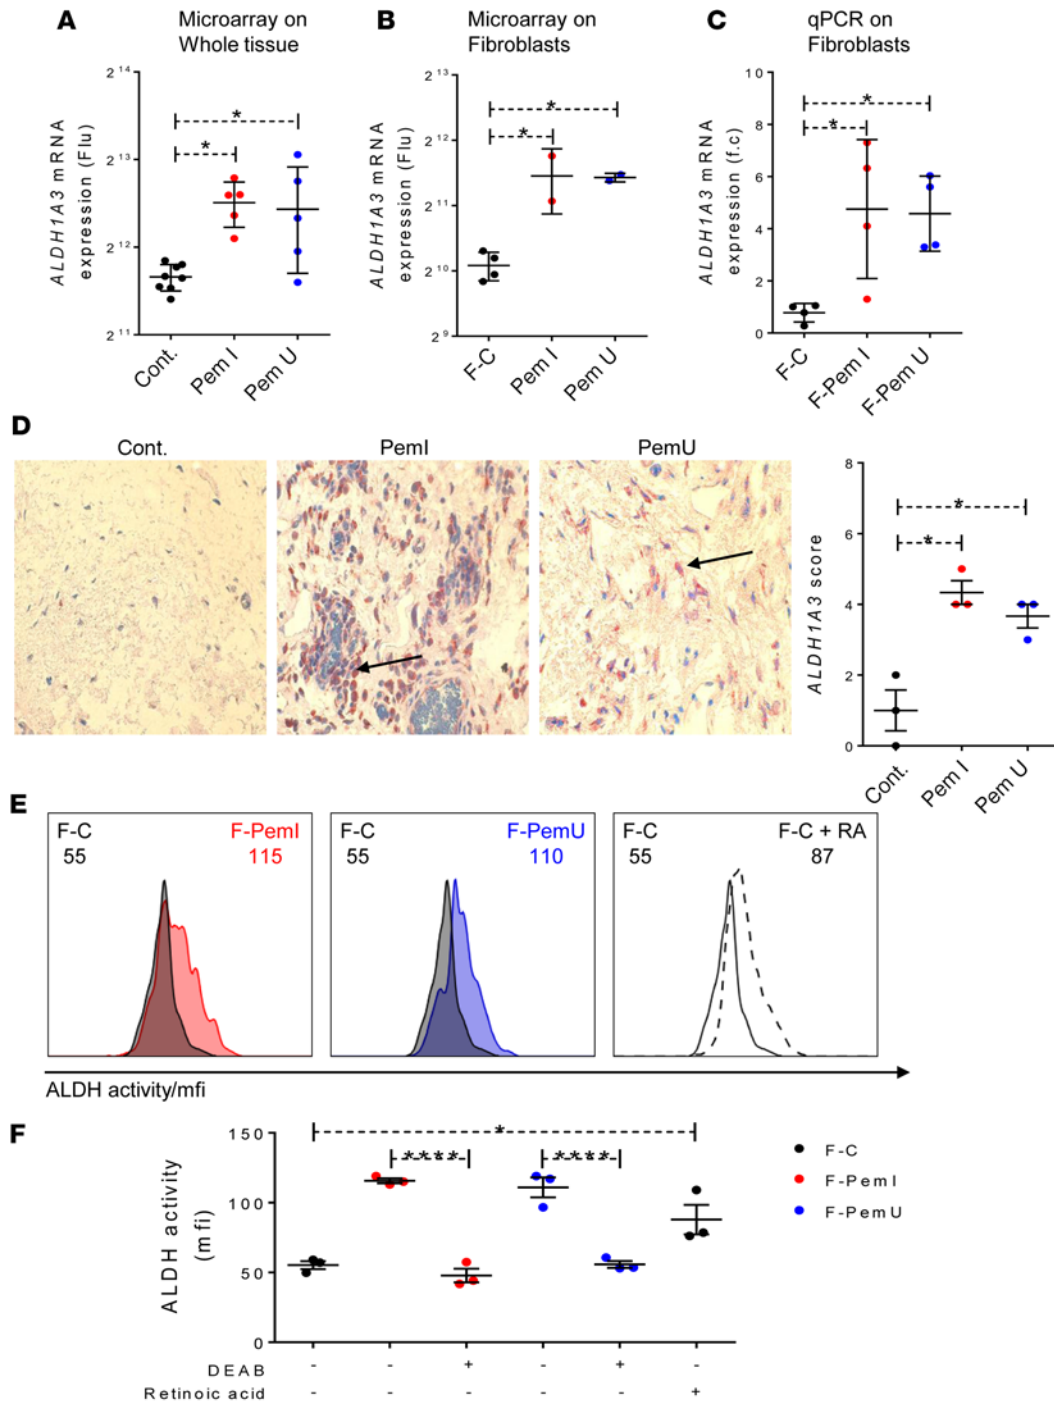 A
Microarray on
Whole tissue
ALDH1A3 mRNA
expression (Flu)
2^14
2^13
2^12
2^11
*
*
Cont.
Pem I
Pem U
B
Microarray on
Fibroblasts
ALDH1A3 mRNA
expression (Flu)
2^13
2^12
2^11
2^10
2^9
*
*
F-C
Pem I
Pem U
C
qPCR on
Fibroblasts
ALDH1A3 mRNA
expression (f.c)
10
8
6
4
2
0
*
*
F-C
F-Pem I
F-Pem U
D
Cont.
PemI
PemU
ALDH1A3 score
8
6
4
2
0
*
*
Cont.
Pem I
Pem U
E
F-C
55
F-PemI
115
F-C
55
F-PemU
110
F-C
55
F-C + RA
87
ALDH activity/mfi
F
ALDH activity
(mfi)
150
100
50
0
*
****
****
F-C
F-Pem I
F-Pem U
DEAB - - + - + -
Retinoic acid - - - - - +